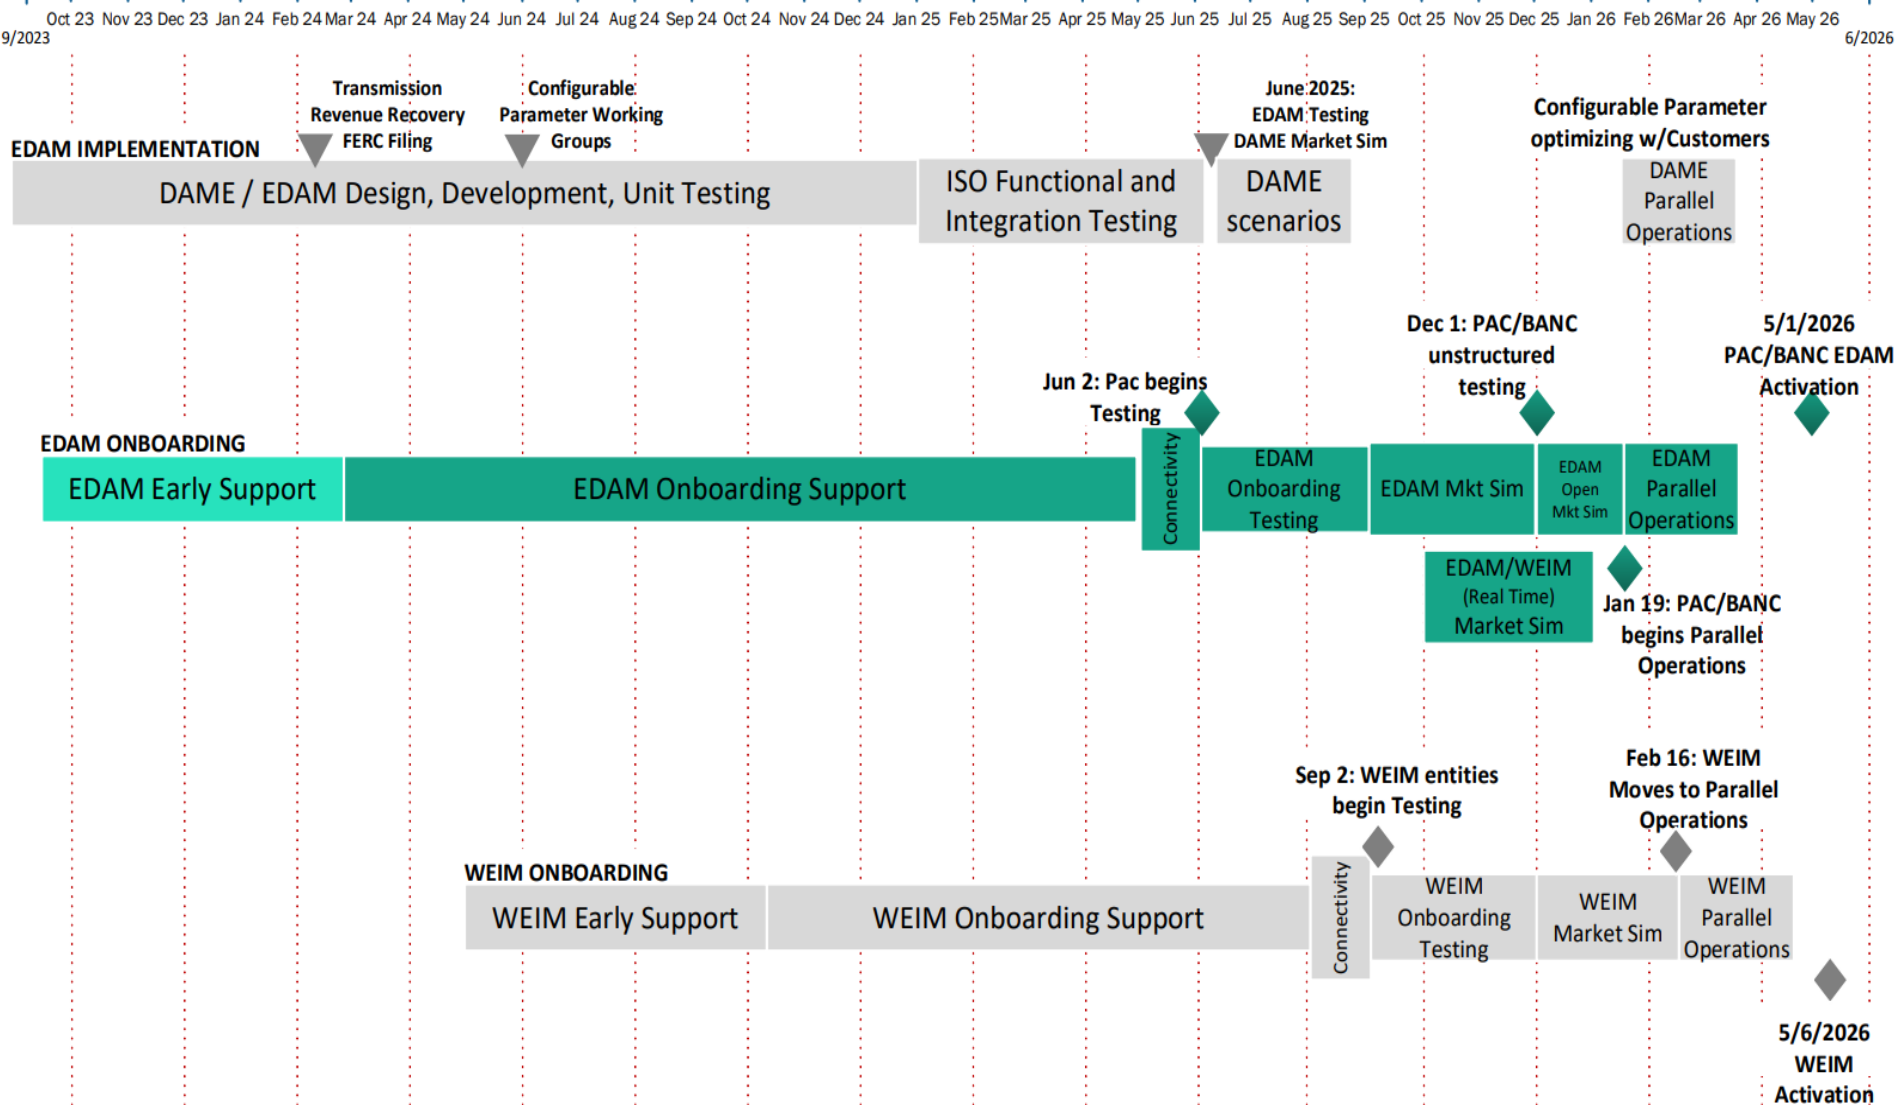 Oct 23 Nov 23 Dec 23 Jan 24 Feb 24 Mar 24 Apr 24 May 24 Jun 24 Jul 24 Aug 24 Sep 24 Oct 24 Nov 24 Dec 24 Jan 25 Feb 25 Mar 25 Apr 25 May 25 Jun 25 Jul 25 Aug 25 Sep 25 Oct 25 Nov 25 Dec 25 Jan 26 Feb 26 Mar 26 Apr 26 May 26
9/2023
6/2026
Transmission
Revenue Recovery
FERC Filing
Configurable
Parameter Working
Groups
June 2025:
EDAM Testing
DAME Market Sim
Configurable Parameter
optimizing w/Customers
EDAM IMPLEMENTATION
DAME / EDAM Design, Development, Unit Testing
ISO Functional and
Integration Testing
DAME
scenarios
DAME
Parallel
Operations
Jun 2: Pac begins
Testing
Dec 1: PAC/BANC
unstructured
testing
5/1/2026
PAC/BANC EDAM
Activation
EDAM ONBOARDING
EDAM Early Support
EDAM Onboarding Support
Connectivity
EDAM
Onboarding
Testing
EDAM Mkt Sim
EDAM
Open
Mkt Sim
EDAM
Parallel
Operations
EDAM/WEIM
(Real Time)
Market Sim
Jan 19: PAC/BANC
begins Parallel
Operations
Sep 2: WEIM entities
begin Testing
Feb 16: WEIM
Moves to Parallel
Operations
WEIM ONBOARDING
WEIM Early Support
WEIM Onboarding Support
Connectivity
WEIM
Onboarding
Testing
WEIM
Market Sim
WEIM
Parallel
Operations
5/6/2026
WEIM
Activation